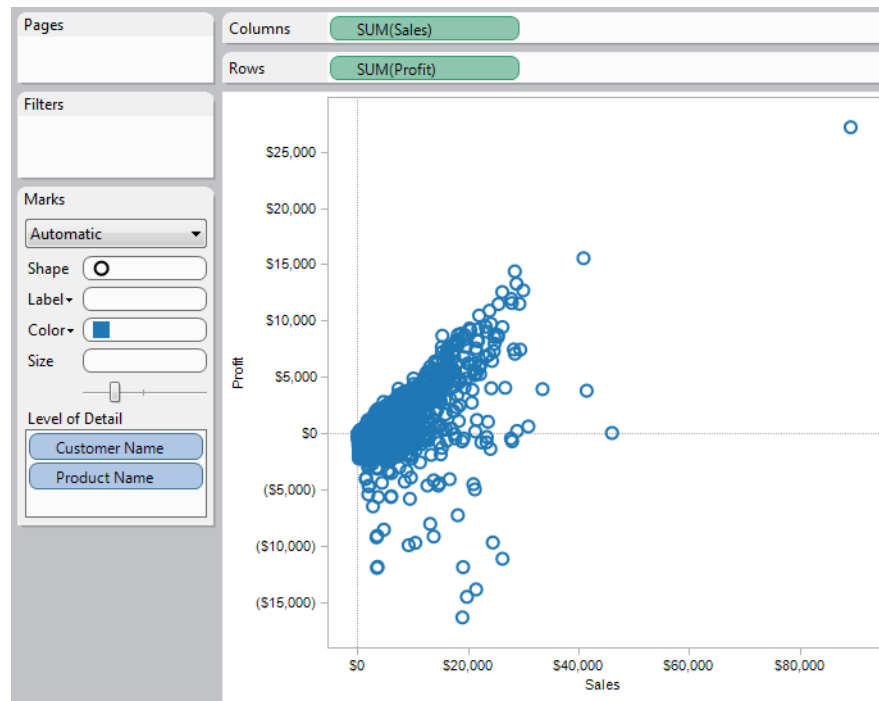 Pages
Columns SUM(Sales)
Rows SUM(Profit)
Filters
Marks
Automatic
Shape
Label
Color
Size
Level of Detail
Customer Name
Product Name
Profit
$25,000
$20,000
$15,000
$10,000
$5,000
$0
($5,000)
($10,000)
($15,000)
$0 $20,000 $40,000 $60,000 $80,000
Sales